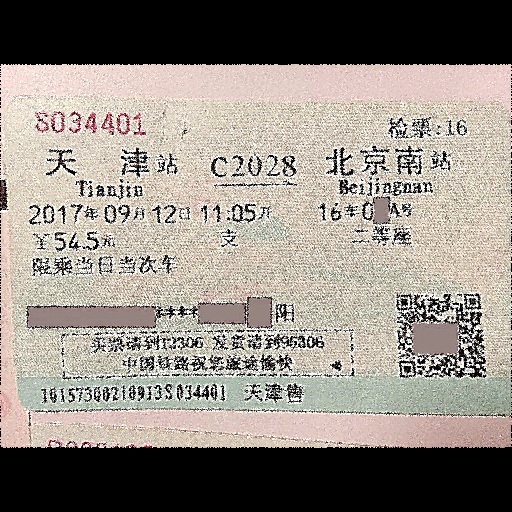 S034401 检票:16
天津站 C2028 北京南站
Tianjin Beijingnan
2017年09月12日 11:05开 16车0 A号
￥54.5元 支 二等座
限乘当日当次车
**** 阳
买票请到12306 发货请到95306
中国铁路祝您旅途愉快
10157300210913S034401 天津售